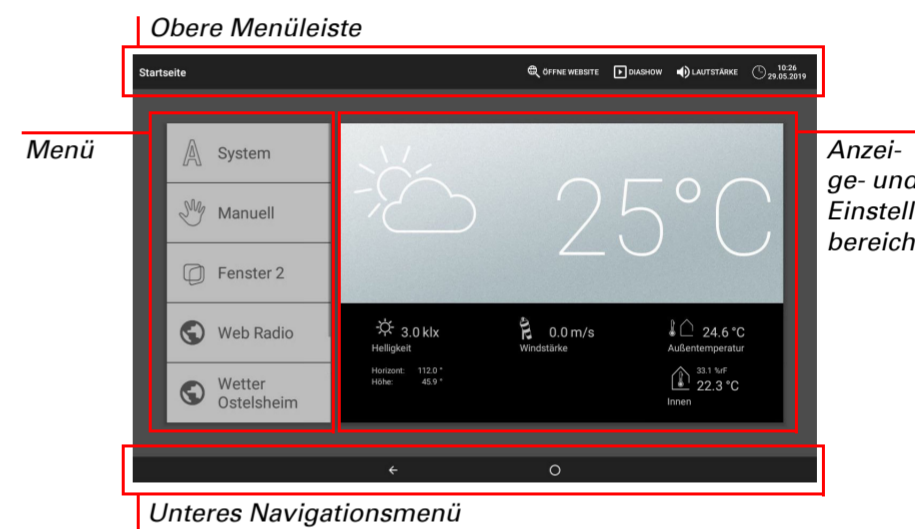 Obere Menüleiste
Startseite
ÖFFNE WEBSITE
DIASHOW
LAUTSTÄRKE
10:26
29.05.2019
Menü
System
Manuell
Fenster 2
Web Radio
Wetter
Ostelsheim
25°C
3.0 klx
Helligkeit
Horizont: 112.0 °
Höhe: 45.9 °
0.0 m/s
Windstärke
24.6 °C
Außentemperatur
33.1 %rF
22.3 °C
Innen
Anzei-
ge- und
Einstell
bereich
Unteres Navigationsmenü